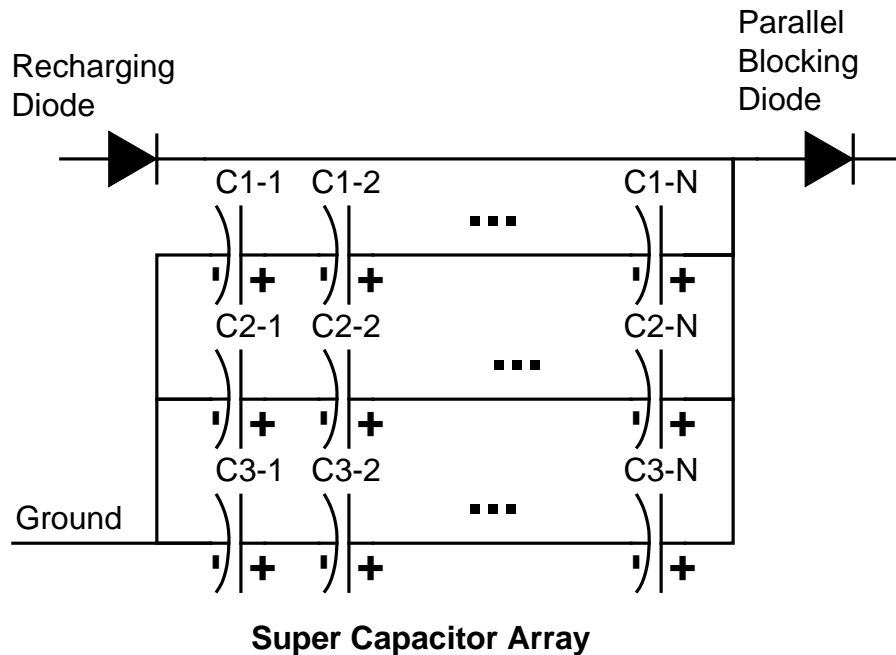 Recharging
Diode
Parallel
Blocking
Diode
C1-1 C1-2 ... C1-N
- + - + - +
C2-1 C2-2 ... C2-N
- + - + - +
C3-1 C3-2 ... C3-N
Ground
- + - + - +
Super Capacitor Array